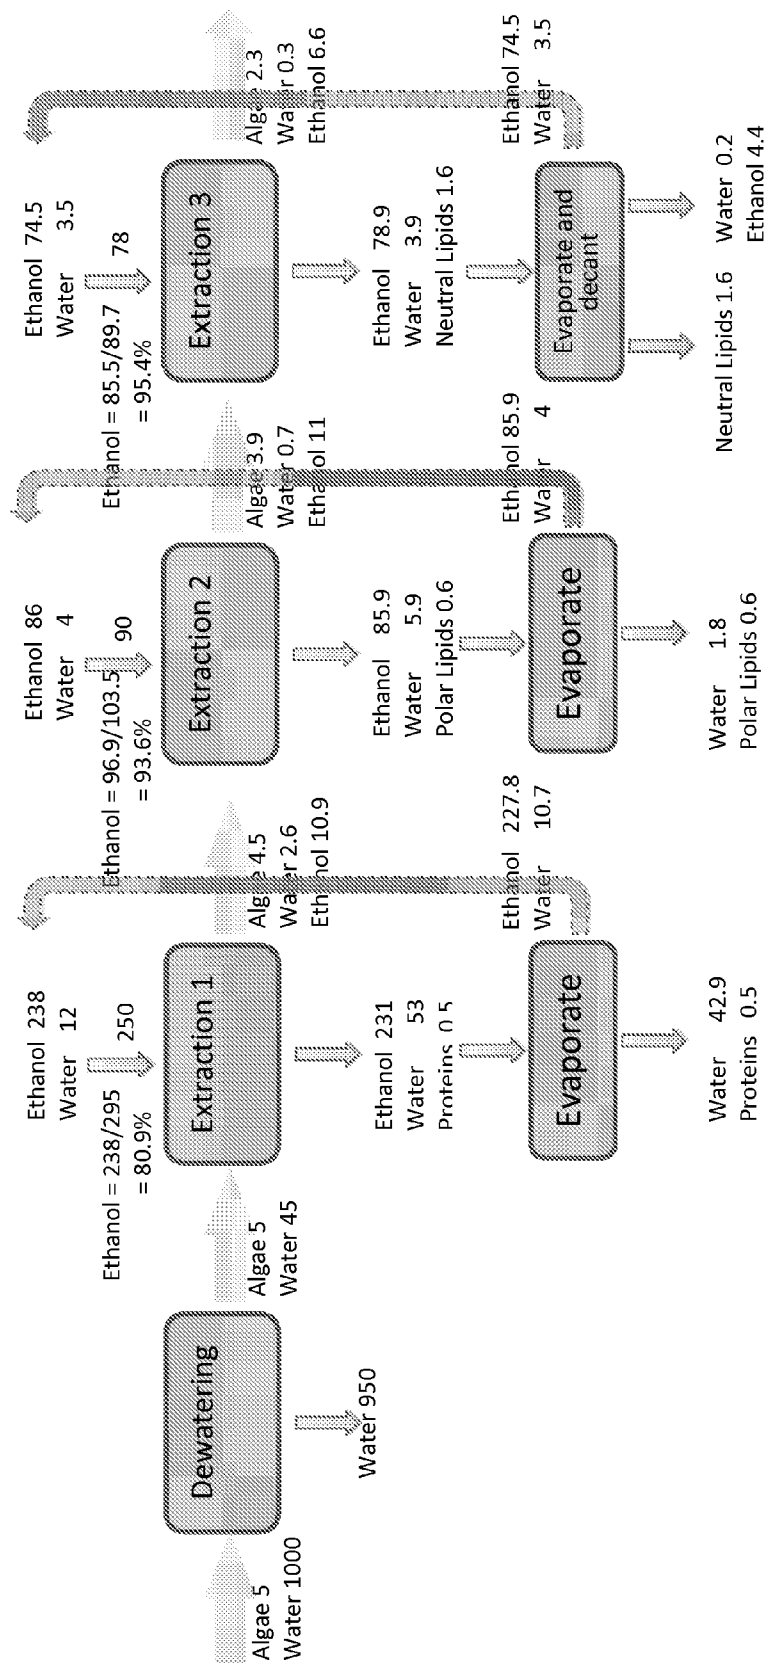 Algae 5
Water 1000
Dewatering
Water 950
Algae 5
Water 45
Ethanol 238
Water 12
250
Ethanol = 238/295
= 80.9%
Extraction 1
Ethanol 231
Water 53
Proteins 0.5
Evaporate
Water 42.9
Proteins 0.5
Ethanol 227.8
Water 10.7
Algae 4.5
Water 2.6
Ethanol 10.9
Ethanol 86
Water 4
90
Ethanol = 96.9/103.5
= 93.6%
Extraction 2
Ethanol 85.9
Water 5.9
Polar Lipids 0.6
Evaporate
Water 1.8
Polar Lipids 0.6
Ethanol 85.9
Water 4
Algae 3.9
Water 0.7
Ethanol 11
Ethanol 74.5
Water 3.5
78
Ethanol = 85.5/89.7
= 95.4%
Extraction 3
Ethanol 78.9
Water 3.9
Neutral Lipids 1.6
Evaporate and
decant
Neutral Lipids 1.6
Water 0.2
Ethanol 4.4
Ethanol 74.5
Water 3.5
Algae 2.3
Water 0.3
Ethanol 6.6